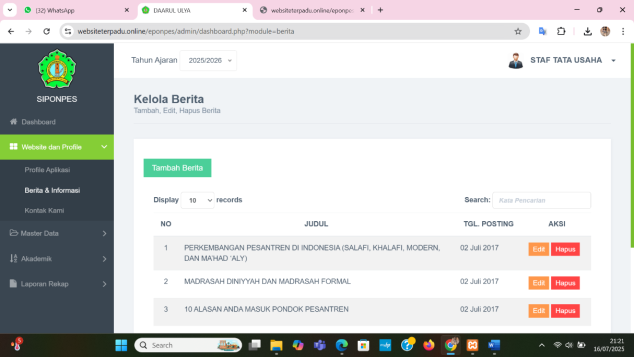 (32) WhatsApp
DAARUL ULYA
websiteterpadu.online/eponpes
websiteterpadu.online/eponpes/admin/dashboard.php?module=berita
SIPONPES
Dashboard
Website dan Profile
Profile Aplikasi
Berita & Informasi
Kontak Kami
Master Data
Akademik
Laporan Rekap
Tahun Ajaran 2025/2026
STAF TATA USAHA
Kelola Berita
Tambah, Edit, Hapus Berita
Tambah Berita
Display 10 records
Search: Kata Pencarian
NO JUDUL TGL. POSTING AKSI
1 PERKEMBANGAN PESANTREN DI INDONESIA (SALAFI, KHALAFI, MODERN, 02 Juli 2017 Edit Hapus
DAN MA'HAD 'ALY)
2 MADRASAH DINIYYAH DAN MADRASAH FORMAL 02 Juli 2017 Edit Hapus
3 10 ALASAN ANDA MASUK PONDOK PESANTREN 02 Juli 2017 Edit Hapus
Search
21:21
16/07/2025